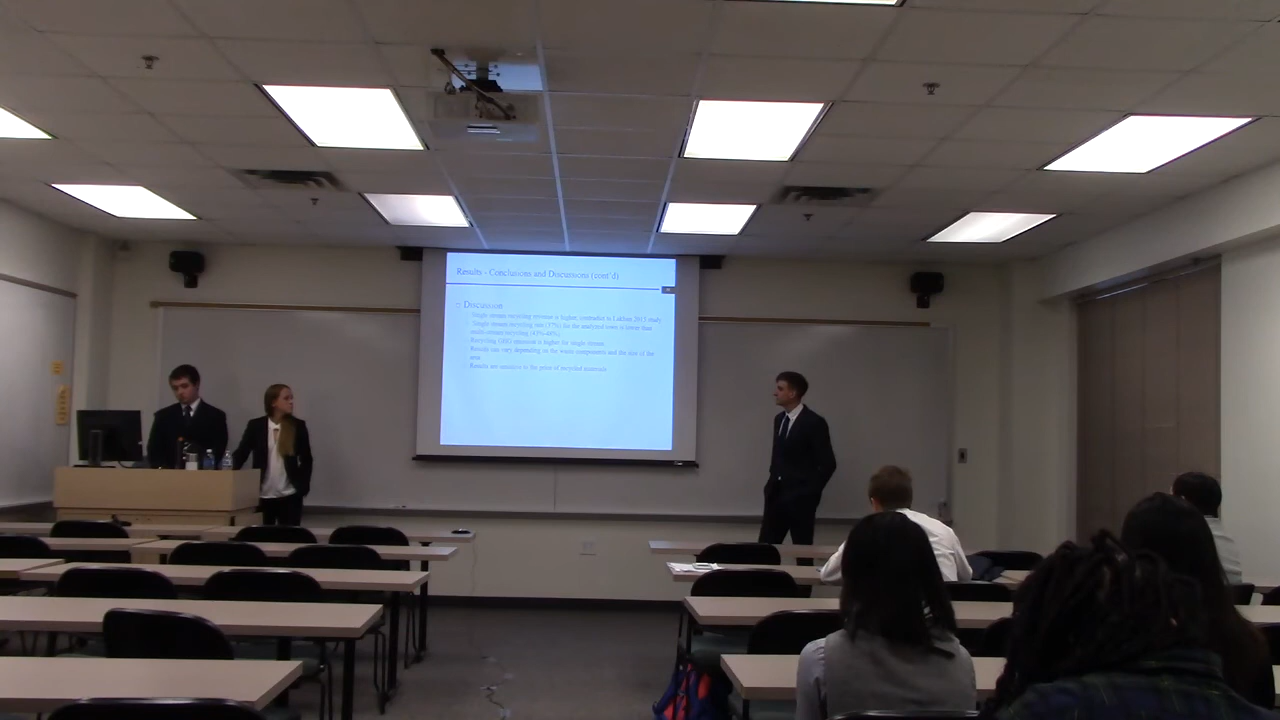 Results - Conclusions and Discussions (cont'd)
Discussion
Single stream recycling revenue is higher, contradict to Lakhan 2015 study
Single stream recycling rate (37%) for the analyzed town is lower than
multi-stream recycling (43%-48%)
Recycling GHG emission is higher for single stream
Results can vary depending on the waste components and the size of the
area
Results are sensitive to the price of recycled materials